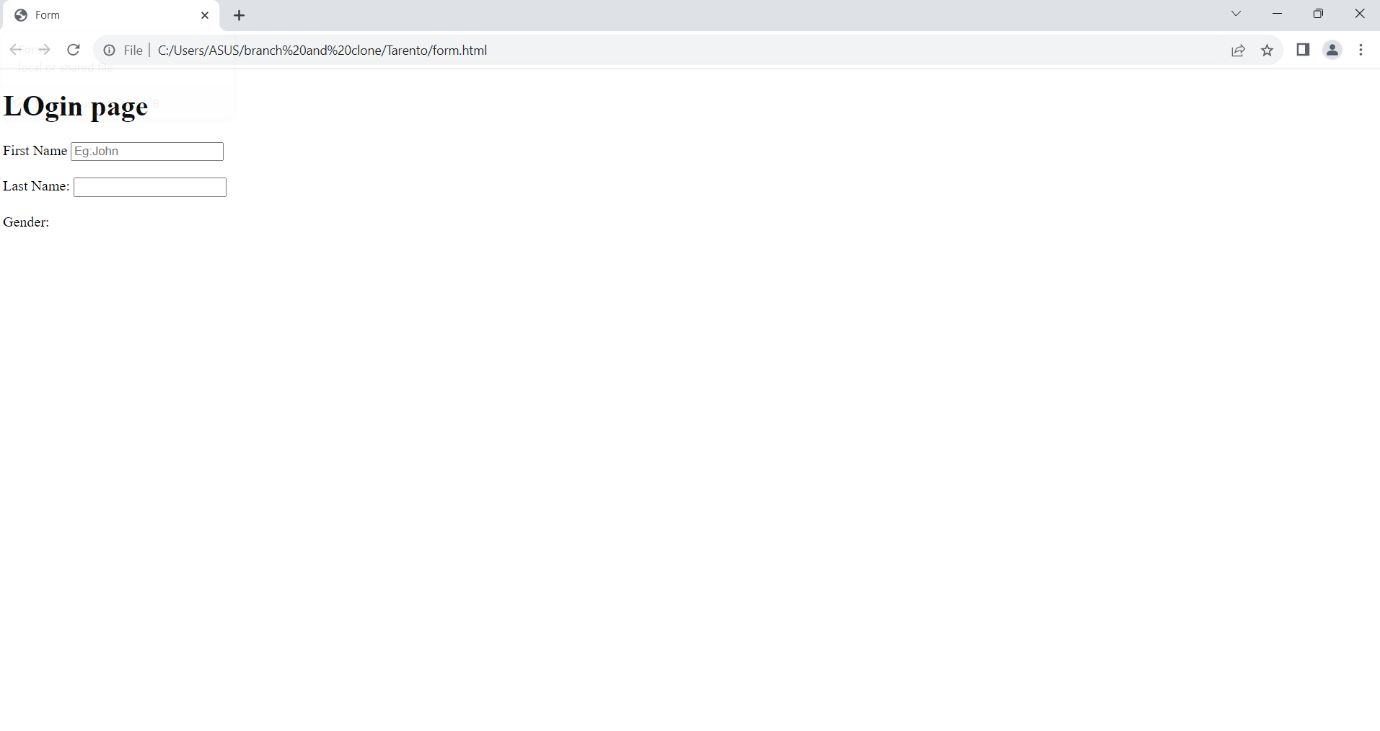 Form
File | C:/Users/ASUS/branch%20and%20clone/Tarento/form.html
LOgin page
First Name Eg:John
Last Name:
Gender: